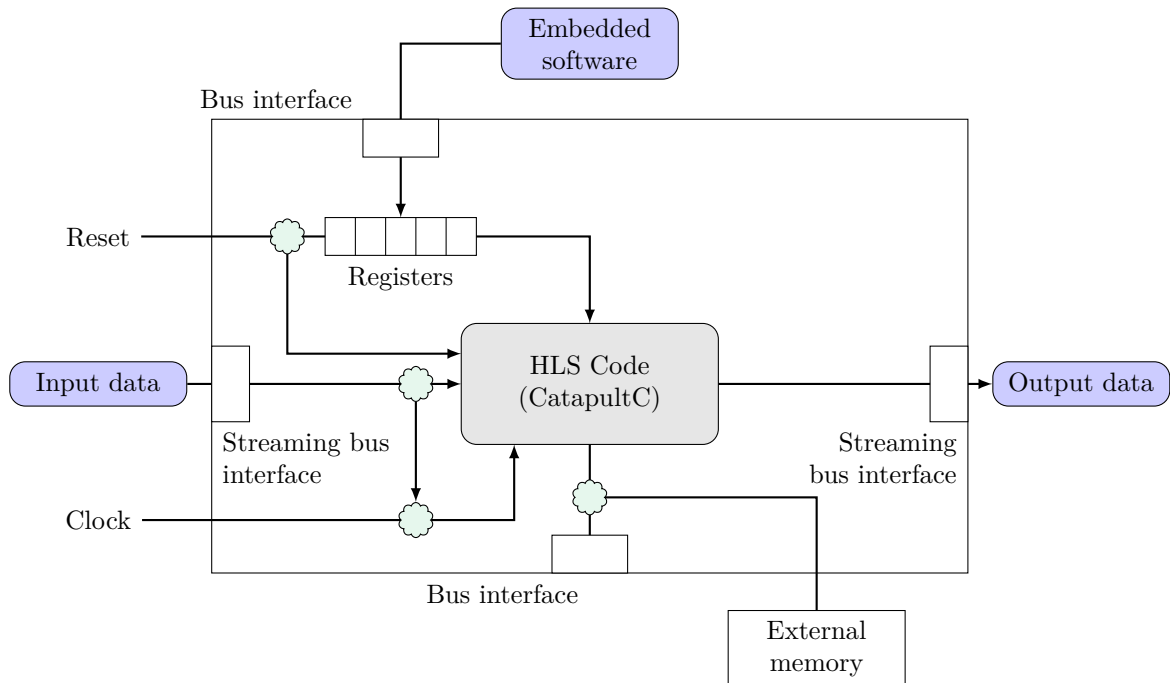 Embedded
software
Bus interface
Reset
Registers
HLS Code
(CatapultC)
Input data
Output data
Streaming bus
interface
Streaming
bus interface
Clock
Bus interface
External
memory